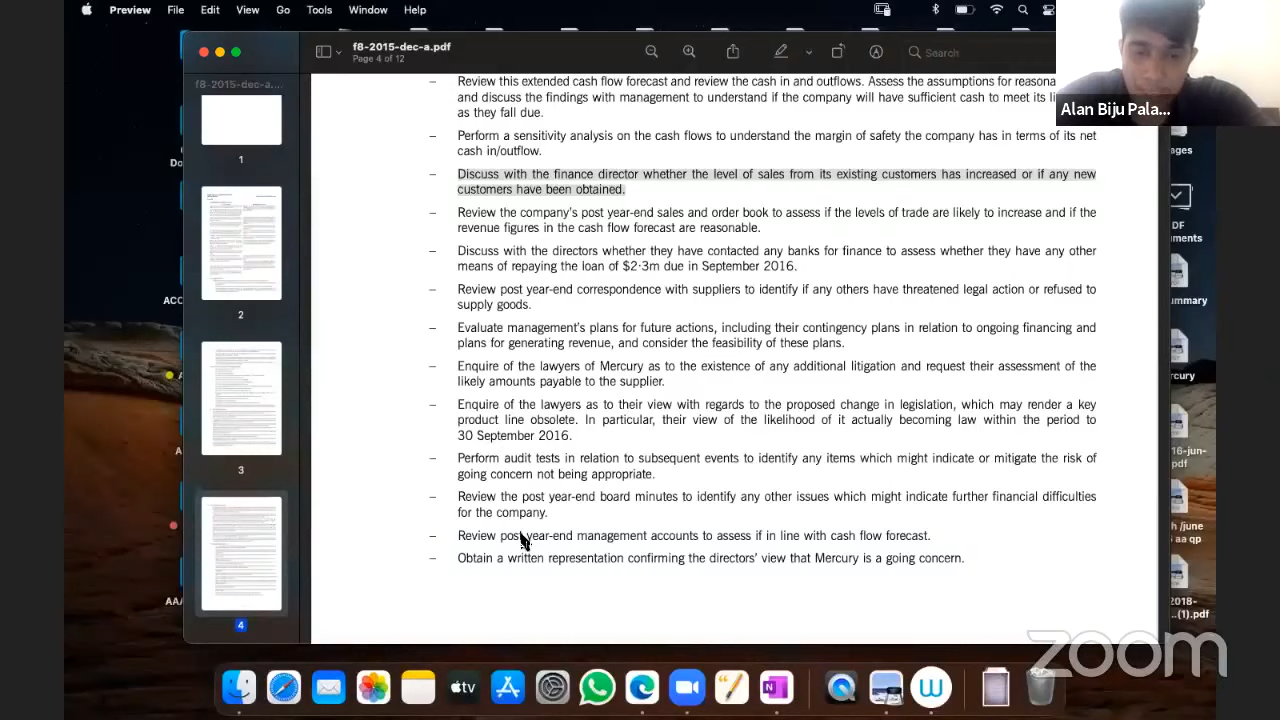 Preview File Edit View Go Tools Window Help
f8-2015-dec-a.pdf
Page 4 of 12
Search
f8-2015-dec-a....
Alan Biju Pala...
– Review this extended cash flow forecast and review the cash in and outflows. Assess the assumptions for
and discuss the findings with management to understand if the company will have sufficient cash to meet its
as they fall due.
– Perform a sensitivity analysis on the cash flows to understand the margin of safety the company has in terms of its net
cash in/outflow.
– Discuss with the finance director whether the level of sales from its existing customers has increased or if any new
customers have been obtained.
– Review the company's post year-end sales and order book to assess if the levels of trade are likely to increase and if the
revenue figures in the cash flow forecast are reasonable.
– Discuss with the directors whether they have contacted any banks for finance to assess whether they have any other
means of repaying the loan of $2·3 million in September 2016.
– Review post year-end correspondence with suppliers to identify if any others have threatened legal action or refused to
supply goods.
– Evaluate management's plans for future actions, including their contingency plans in relation to ongoing financing and
plans for generating revenue, and consider the feasibility of these plans.
– Enquire of the lawyers of Mercury as to the existence of any additional litigation and request their assessment of the
likely amounts payable to the suppliers.
– Enquire of the lawyers as to their view with regards to the possible change in legislation, which may render a key
product line obsolete, in particular their view of the likelihood of it actually becoming law within the period to
30 September 2016.
– Perform audit tests in relation to subsequent events to identify any items which might indicate or mitigate the risk of
going concern not being appropriate.
– Review the post year-end board minutes to identify any other issues which might indicate further financial difficulties
for the company.
– Review post year-end management accounts to assess if in line with cash flow forecast.
– Obtain a written representation confirming the directors' view that Mercury is a going concern.
1
2
3
4
tv
W
zoom